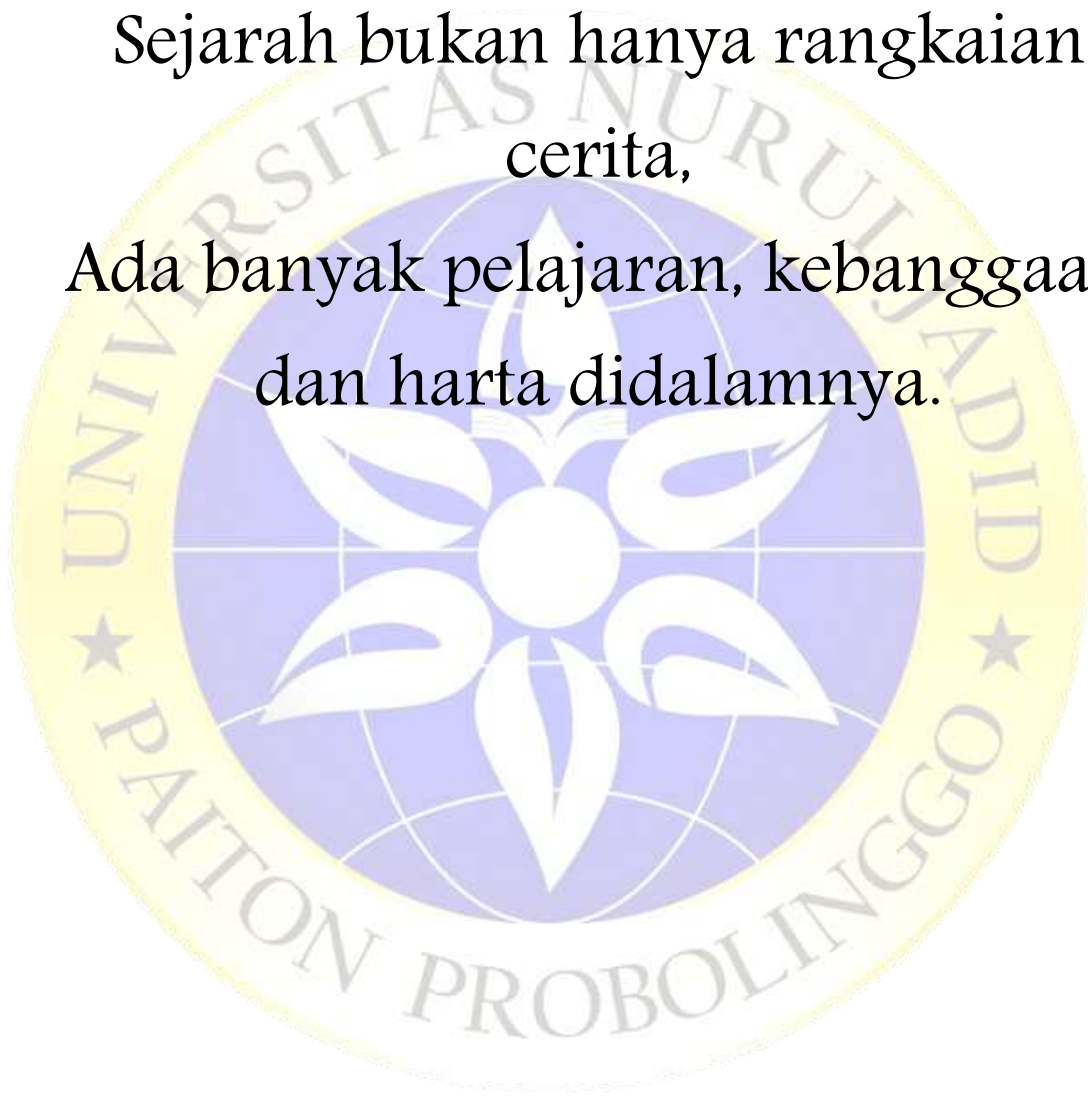 Sejarah bukan hanya rangkaian
cerita,
Ada banyak pelajaran, kebanggaa
dan harta didalamnya.
UNIVERSITAS NURUL JADID
★ PAITON PROBOLINGGO ★